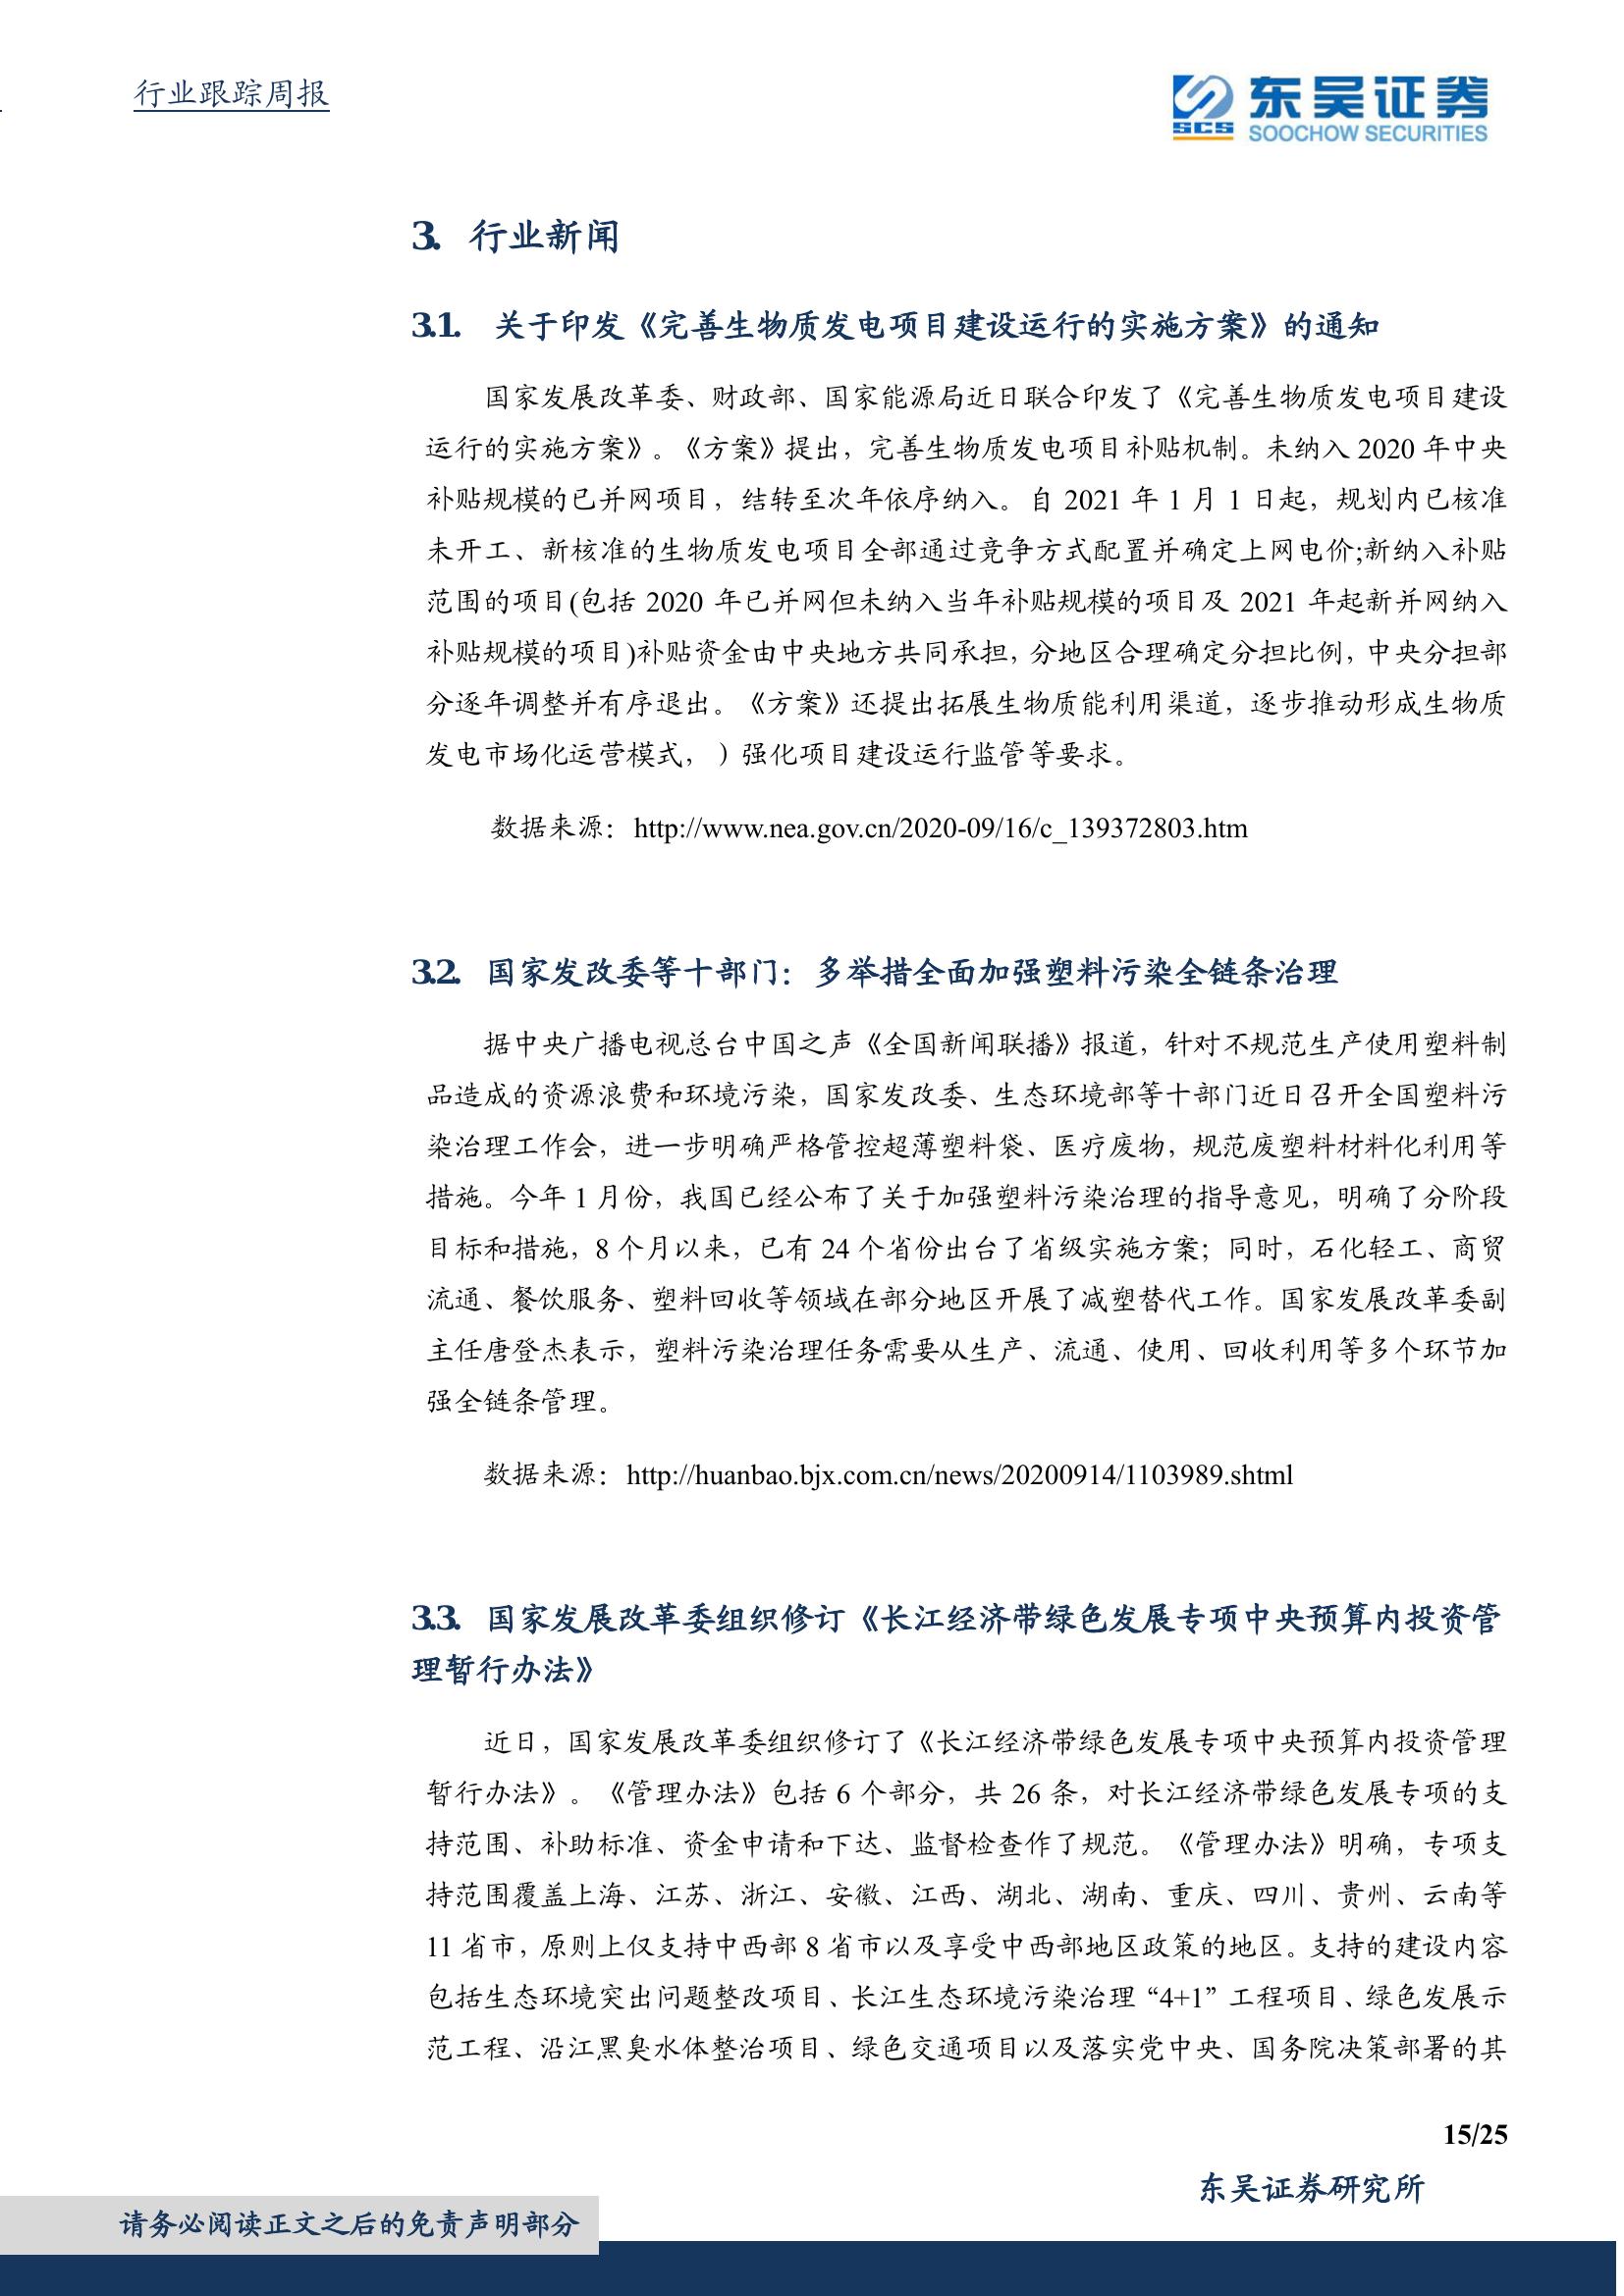 行业跟踪周报
SCS
东吴证券
SOOCHOW SECURITIES
3. 行业新闻
3.1. 关于印发《完善生物质发电项目建设运行的实施方案》的通知
国家发展改革委、财政部、国家能源局近日联合印发了《完善生物质发电项目建设
运行的实施方案》。《方案》提出，完善生物质发电项目补贴机制。未纳入 2020 年中央
补贴规模的已并网项目，结转至次年依序纳入。自 2021 年 1 月 1 日起，规划内已核准
未开工、新核准的生物质发电项目全部通过竞争方式配置并确定上网电价;新纳入补贴
范围的项目(包括 2020 年已并网但未纳入当年补贴规模的项目及 2021 年起新并网纳入
补贴规模的项目)补贴资金由中央地方共同承担，分地区合理确定分担比例，中央分担部
分逐年调整并有序退出。《方案》还提出拓展生物质能利用渠道，逐步推动形成生物质
发电市场化运营模式，）强化项目建设运行监管等要求。
数据来源：http://www.nea.gov.cn/2020-09/16/c_139372803.htm
3.2. 国家发改委等十部门：多举措全面加强塑料污染全链条治理
据中央广播电视总台中国之声《全国新闻联播》报道，针对不规范生产使用塑料制
品造成的资源浪费和环境污染，国家发改委、生态环境部等十部门近日召开全国塑料污
染治理工作会，进一步明确严格管控超薄塑料袋、医疗废物，规范废塑料材料化利用等
措施。今年 1 月份，我国已经公布了关于加强塑料污染治理的指导意见，明确了分阶段
目标和措施，8 个月以来，已有 24 个省份出台了省级实施方案；同时，石化轻工、商贸
流通、餐饮服务、塑料回收等领域在部分地区开展了减塑替代工作。国家发展改革委副
主任唐登杰表示，塑料污染治理任务需要从生产、流通、使用、回收利用等多个环节加
强全链条管理。
数据来源：http://huanbao.bjx.com.cn/news/20200914/1103989.shtml
3.3. 国家发展改革委组织修订《长江经济带绿色发展专项中央预算内投资管
理暂行办法》
近日，国家发展改革委组织修订了《长江经济带绿色发展专项中央预算内投资管理
暂行办法》。《管理办法》包括 6 个部分，共 26 条，对长江经济带绿色发展专项的支
持范围、补助标准、资金申请和下达、监督检查作了规范。《管理办法》明确，专项支
持范围覆盖上海、江苏、浙江、安徽、江西、湖北、湖南、重庆、四川、贵州、云南等
11 省市，原则上仅支持中西部 8 省市以及享受中西部地区政策的地区。支持的建设内容
包括生态环境突出问题整改项目、长江生态环境污染治理“4+1”工程项目、绿色发展示
范工程、沿江黑臭水体整治项目、绿色交通项目以及落实党中央、国务院决策部署的其
15/25
东吴证券研究所
请务必阅读正文之后的免责声明部分